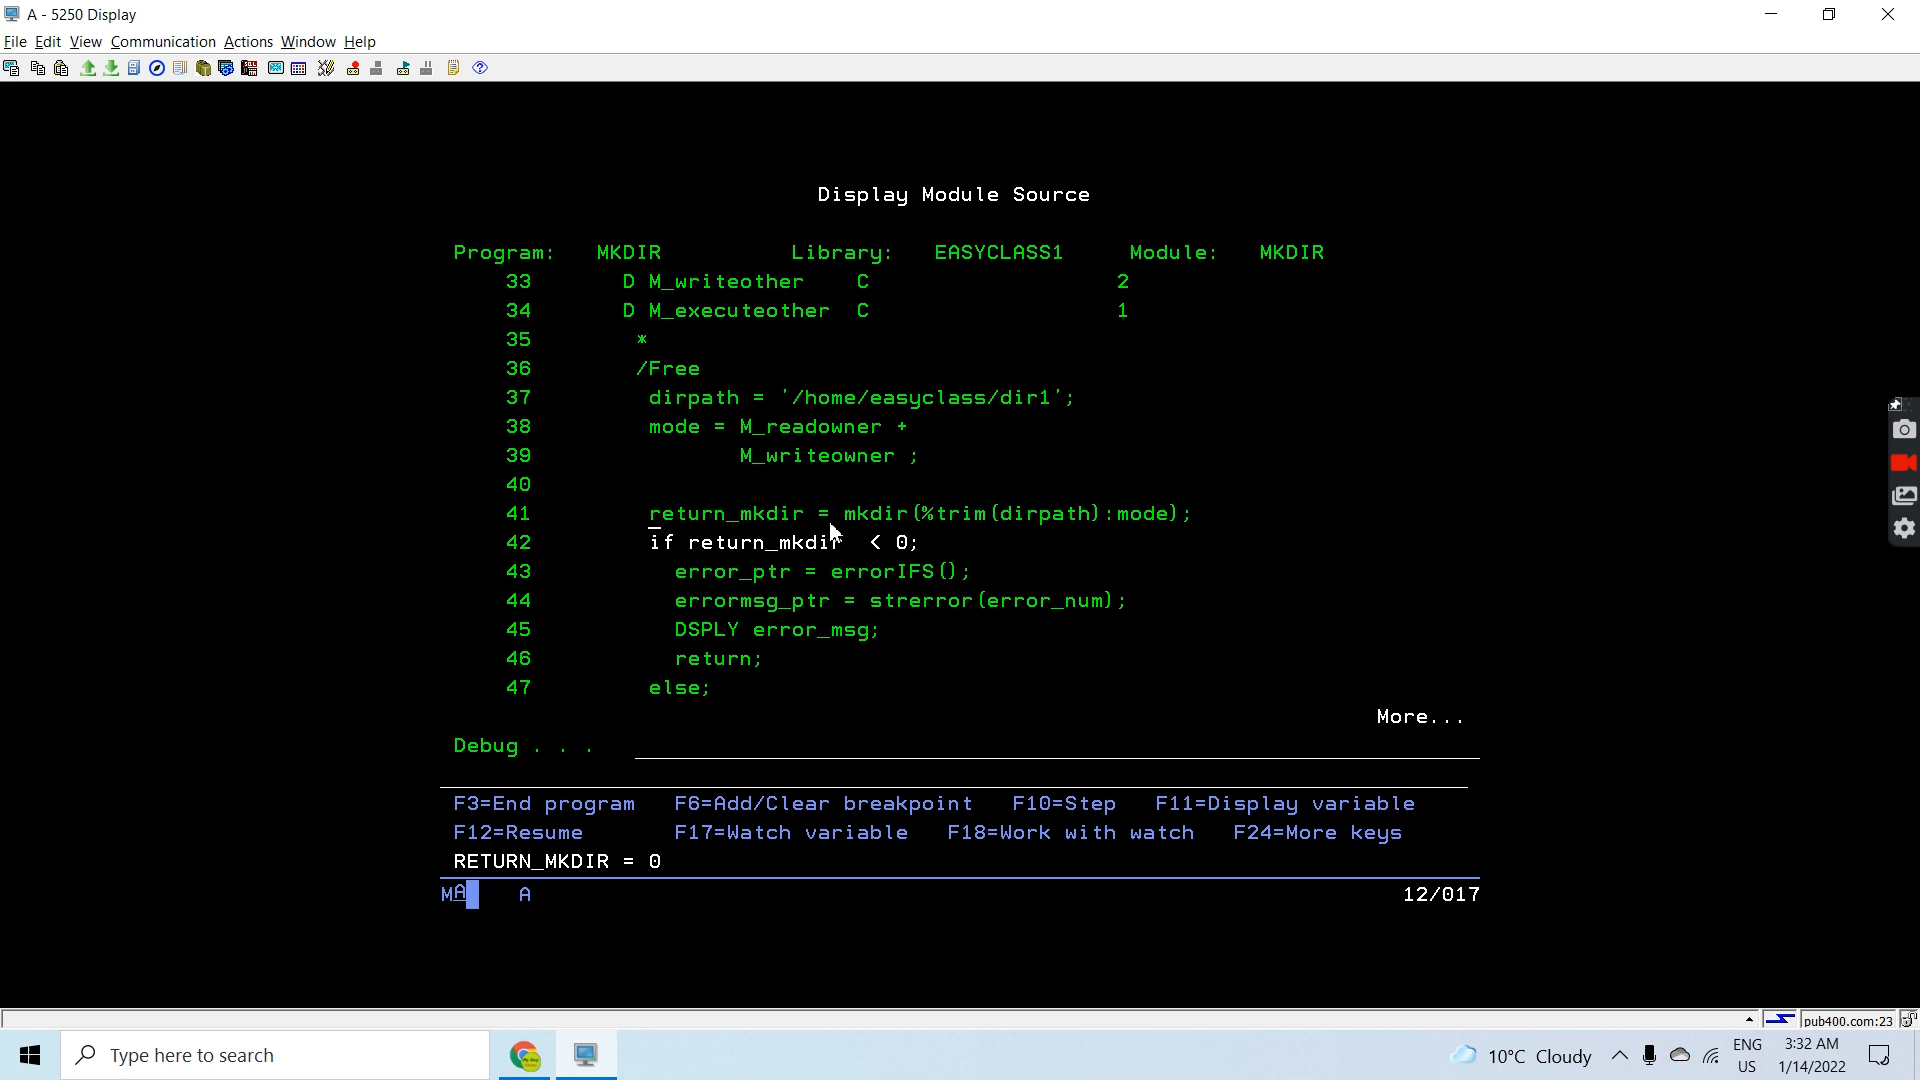 A - 5250 Display
File Edit View Communication Actions Window Help
Display Module Source
Program: MKDIR Library: EASYCLASS1 Module: MKDIR
33 D M_writeother C 2
34 D M_executeother C 1
35 *
36 /Free
37 dirpath = '/home/easyclass/dir1';
38 mode = M_readowner +
39 M_writeowner ;
40
41 return_mkdir = mkdir(%trim(dirpath):mode);
42 if return_mkdir < 0;
43 error_ptr = errorIFS();
44 errormsg_ptr = strerror(error_num);
45 DSPLY error_msg;
46 return;
47 else;
More...
Debug . . .
F3=End program F6=Add/Clear breakpoint F10=Step F11=Display variable
F12=Resume F17=Watch variable F18=Work with watch F24=More keys
RETURN_MKDIR = 0
MA A 12/017
pub400.com:23
Type here to search
10°C Cloudy
ENG
US
3:32 AM
1/14/2022